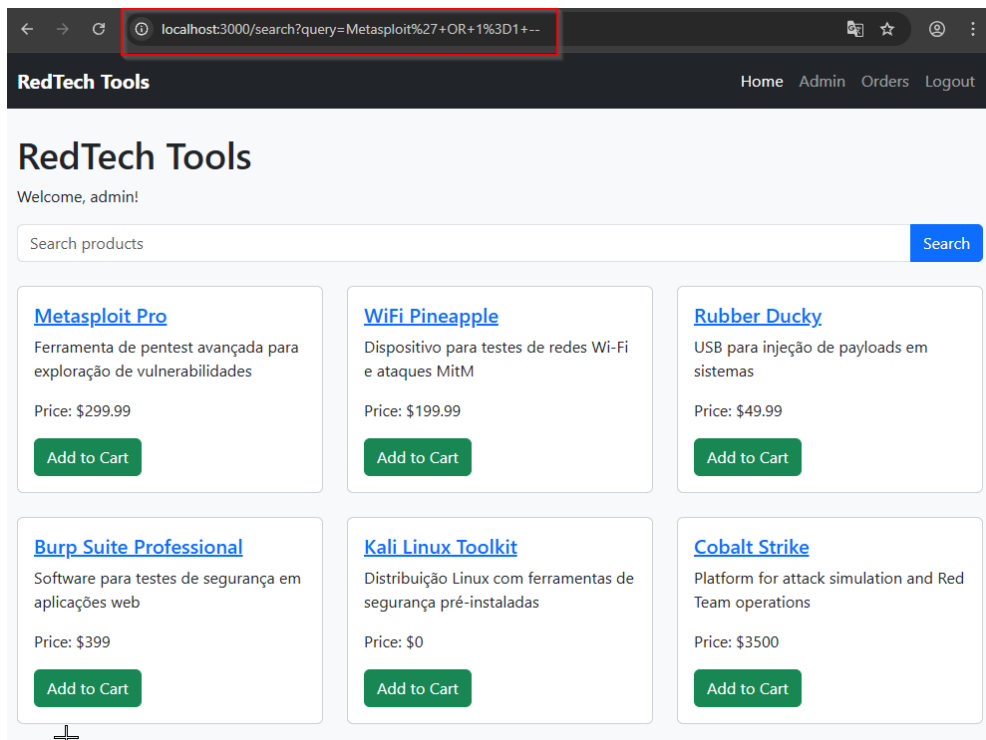 localhost:3000/search?query=Metasploit%27+OR+1%3D1+--
RedTech Tools
Home Admin Orders Logout
RedTech Tools
Welcome, admin!
Search products
Search
Metasploit Pro
Ferramenta de pentest avançada para
exploração de vulnerabilidades
Price: $299.99
Add to Cart
WiFi Pineapple
Dispositivo para testes de redes Wi-Fi
e ataques MitM
Price: $199.99
Add to Cart
Rubber Ducky
USB para injeção de payloads em
sistemas
Price: $49.99
Add to Cart
Burp Suite Professional
Software para testes de segurança em
aplicações web
Price: $399
Add to Cart
Kali Linux Toolkit
Distribuição Linux com ferramentas de
segurança pré-instaladas
Price: $0
Add to Cart
Cobalt Strike
Platform for attack simulation and Red
Team operations
Price: $3500
Add to Cart